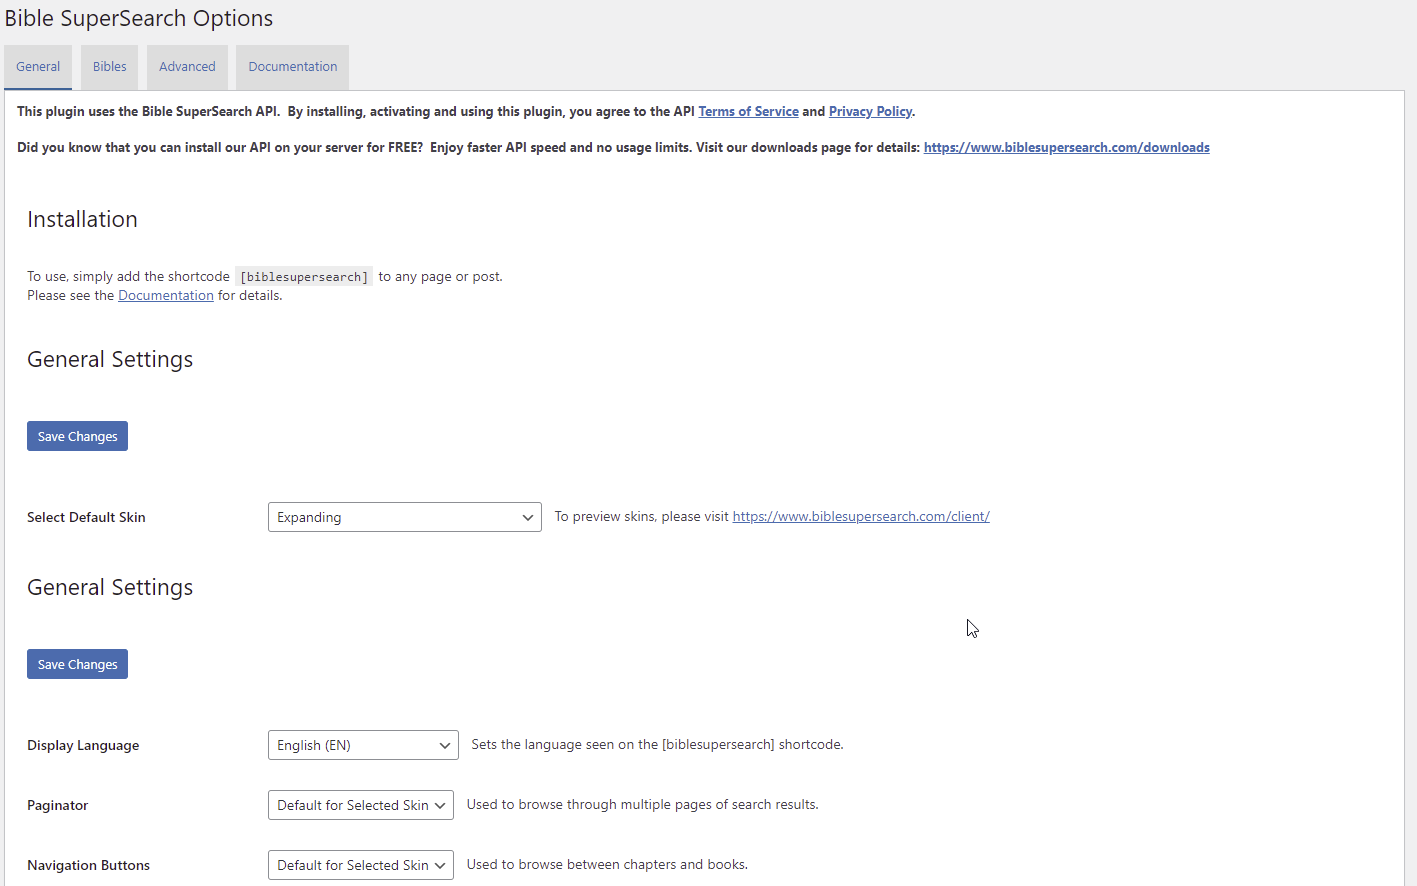 Bible SuperSearch Options
General Bibles Advanced Documentation
This plugin uses the Bible SuperSearch API.  By installing, activating and using this plugin, you agree to the API Terms of Service and Privacy Policy.
Did you know that you can install our API on your server for FREE?  Enjoy faster API speed and no usage limits. Visit our downloads page for details: https://www.biblesupersearch.com/downloads
Installation
To use, simply add the shortcode [biblesupersearch] to any page or post.
Please see the Documentation for details.
General Settings
Save Changes
Select Default Skin Expanding To preview skins, please visit https://www.biblesupersearch.com/client/
General Settings
Save Changes
Display Language English (EN) Sets the language seen on the [biblesupersearch] shortcode.
Paginator Default for Selected Skin Used to browse through multiple pages of search results.
Navigation Buttons Default for Selected Skin Used to browse between chapters and books.